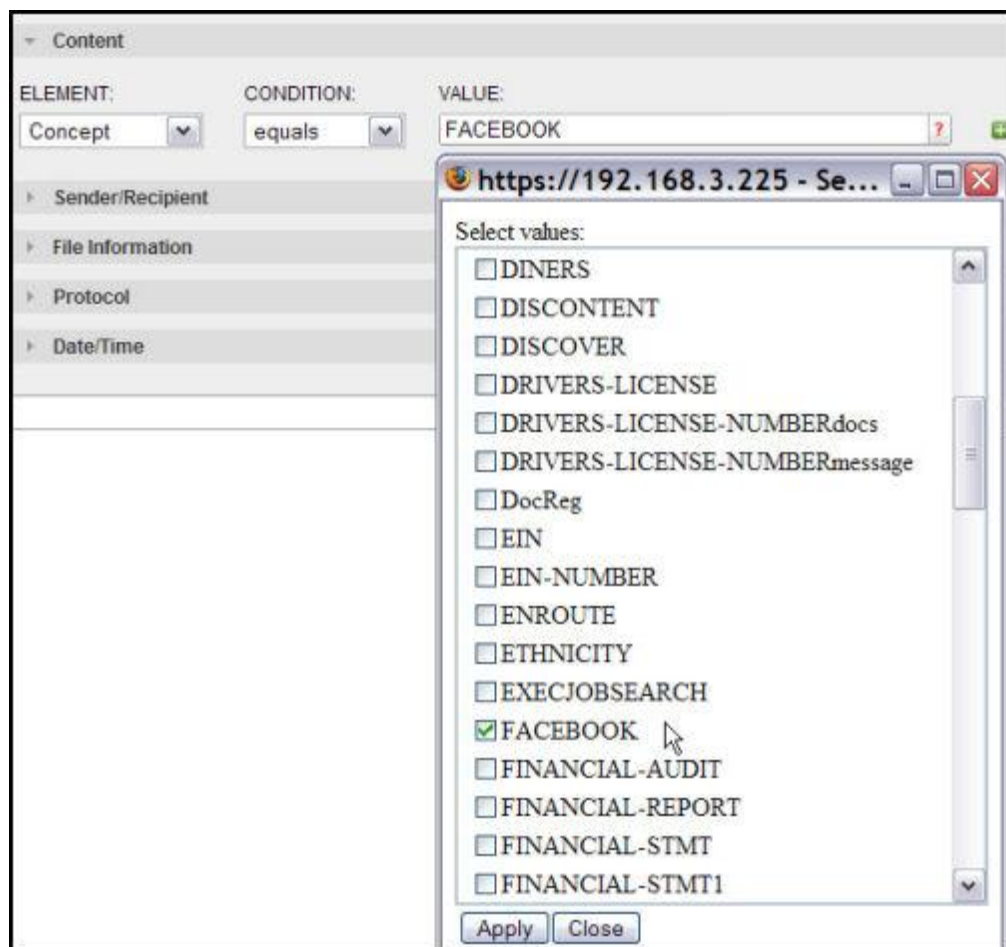 Content
ELEMENT: CONDITION: VALUE:
Concept equals FACEBOOK ?
https://192.168.3.225 - Se...
Sender/Recipient
File Information
Protocol
Date/Time
Select values:
DINERS
DISCONTENT
DISCOVER
DRIVERS-LICENSE
DRIVERS-LICENSE-NUMBERdocs
DRIVERS-LICENSE-NUMBERmessage
DocReg
EIN
EIN-NUMBER
ENROUTE
ETHNICITY
EXECJOBSEARCH
FACEBOOK
FINANCIAL-AUDIT
FINANCIAL-REPORT
FINANCIAL-STMT
FINANCIAL-STMT1
Apply Close